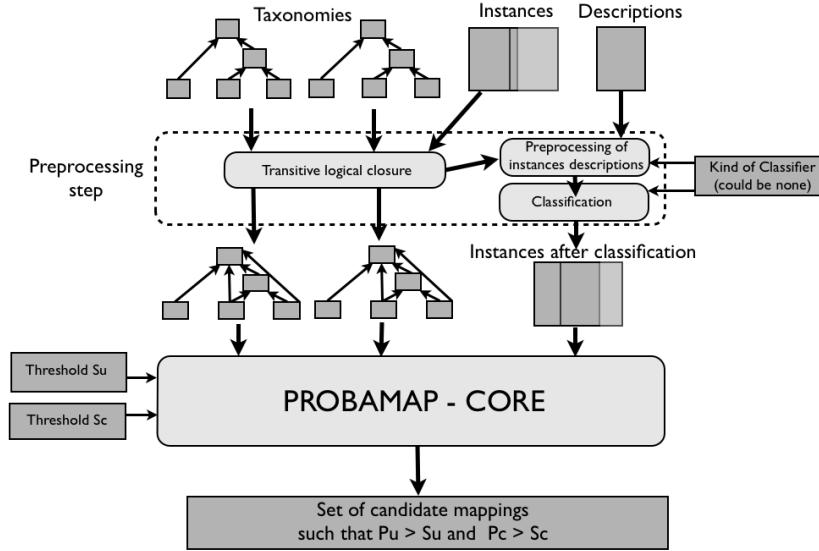 Taxonomies
Instances
Descriptions
Preprocessing
step
Transitive logical closure
Preprocessing of
instances descriptions
Classification
Kind of Classifier
(could be none)
Instances after classification
Threshold Su
Threshold Sc
PROBAMAP - CORE
Set of candidate mappings
such that Pu > Su and Pc > Sc